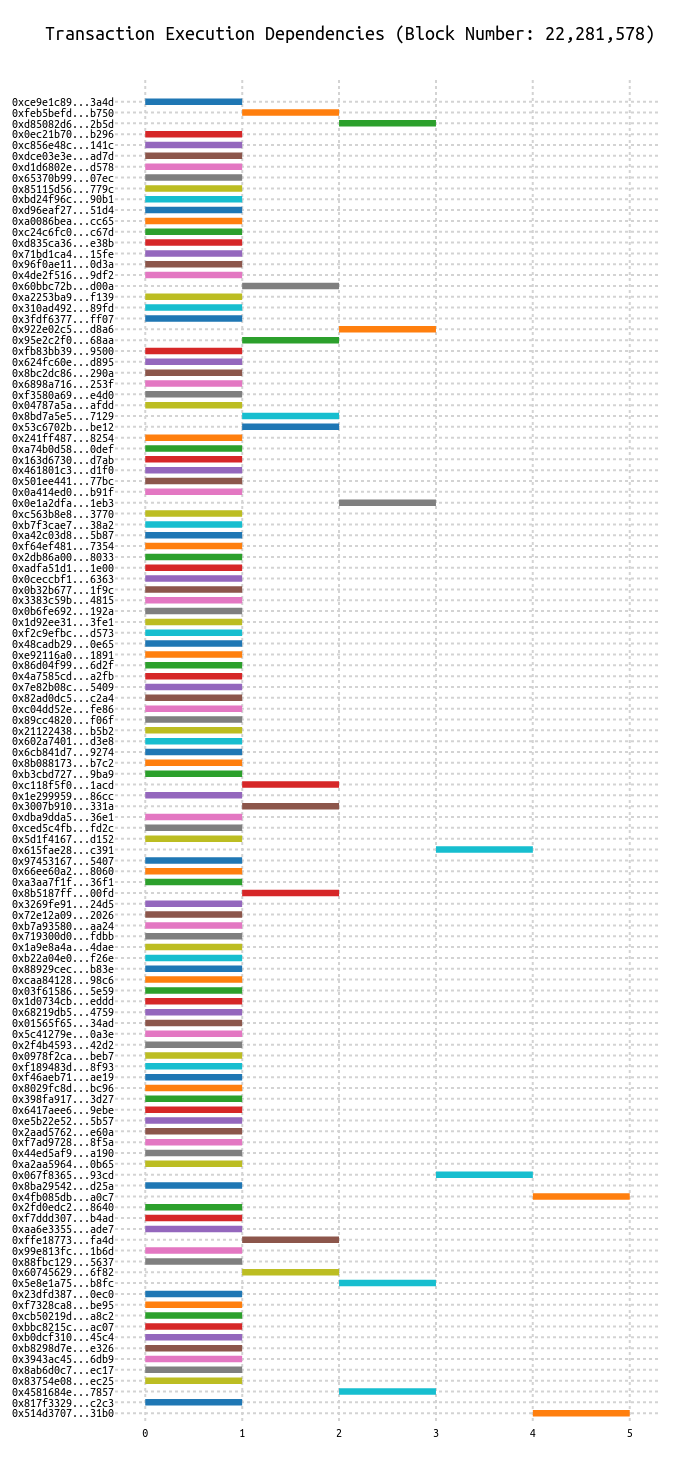 Transaction Execution Dependencies (Block Number: 22,281,578)
0xce9e1c89...3a4d
0xfeb5befd...b750
0xd85082d6...2b5d
0x0ec21b70...b296
0xc856e48c...141c
0xdce03e3e...ad7d
0xd1d6802e...d578
0x65370b99...07ec
0x85115d56...779c
0xbd24f96c...90b1
0xd96eaf27...51d4
0xa0086bea...cc65
0xc24c6fc0...c67d
0xd835ca36...e38b
0x71bd1ca4...15fe
0x96f0ae11...0d3a
0x4de2f516...9df2
0x60bbc72b...d00a
0xa2253ba9...f139
0x310ad492...89fd
0x3fdf6377...ff07
0x922e02c5...d8a6
0x95e2c2f0...68aa
0xfb83bb39...9500
0x624fc60e...d895
0x8bc2dc86...290a
0x6898a716...253f
0xf3580a69...e4d0
0x04787a5a...afdd
0x8bd7a5e5...7129
0x53c6702b...be12
0x241ff487...8254
0xa74b0d58...0def
0x163d6730...d7ab
0x461801c3...d1f0
0x501ee441...77bc
0x0a414ed0...b91f
0x0e1a2dfa...1eb3
0xc563b8e8...3770
0xb7f3cae7...38a2
0xa42c03d8...5b87
0xf64ef481...7354
0x2db86a00...8033
0xadfa51d1...1e00
0x0ceccbf1...6363
0x0b32b677...1f9c
0x3383c59b...4815
0x0b6fe692...192a
0x1d92ee31...3fe1
0xf2c9efbc...d573
0x48cadb29...0e65
0xe92116a0...1891
0x86d04f99...6d2f
0x4a7585cd...a2fb
0x7e82b08c...5409
0x82ad0dc5...c2a4
0xc04dd52e...fe86
0x89cc4820...f06f
0x21122438...b5b2
0x602a7401...d3e8
0x6cb841d7...9274
0x8b088173...b7c2
0xb3cbd727...9ba9
0xc118f5f0...1acd
0x1e299959...86cc
0x3007b910...331a
0xdba9dda5...36e1
0xced5c4fb...fd2c
0x5d1f4167...d152
0x615fae28...c391
0x97453167...5407
0x66ee60a2...8060
0xa3aa7f1f...36f1
0x8b5187ff...00fd
0x3269fe91...24d5
0x72e12a09...2026
0xb7a93580...aa24
0x719300d0...fdbb
0x1a9e8a4a...4dae
0xb22a04e0...f26e
0x88929cec...b83e
0xcaa84128...98c6
0x03f61586...5e59
0x1d0734cb...eddd
0x68219db5...4759
0x01565f65...34ad
0x5c41279e...0a3e
0x2f4b4593...42d2
0x0978f2ca...beb7
0xf189483d...8f93
0xf46aeb71...ae19
0x8029fc8d...bc96
0x398fa917...3d27
0x6417aee6...9ebe
0xe5b22e52...5b57
0x2aad5762...e60a
0xf7ad9728...8f5a
0x44ed5af9...a190
0xa2aa5964...0b65
0x067f8365...93cd
0x8ba29542...d25a
0x4fb085db...a0c7
0x2fd0edc2...8640
0xf7ddd307...b4ad
0xaa6e3355...ade7
0xffe18773...fa4d
0x99e813fc...1b6d
0x88fbc129...5637
0x60745629...6f82
0x5e8e1a75...b8fc
0x23dfd387...0ec0
0xf7328ca8...be95
0xcb50219d...a8c2
0xbbc8215c...ac07
0xb0dcf310...45c4
0xb8298d7e...e326
0x3943ac45...6db9
0x8ab6d0c7...ec17
0x83754e08...ec25
0x4581684e...7857
0x817f3329...c2c3
0x514d3707...31b0
0 1 2 3 4 5